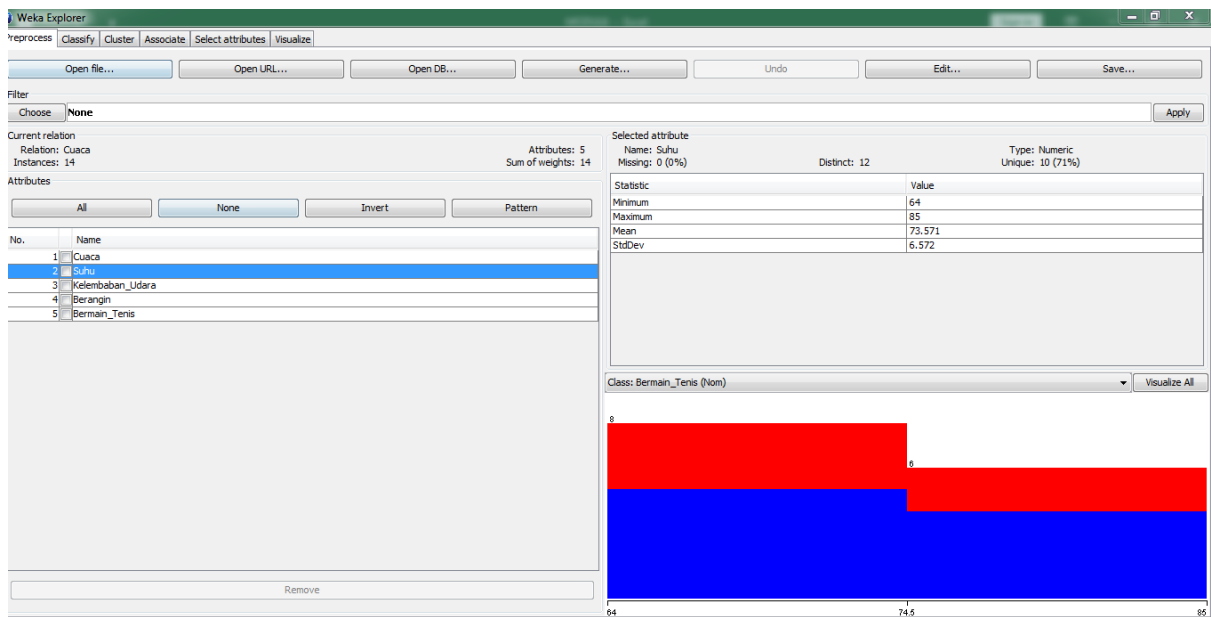 Weka Explorer
Preprocess Classify Cluster Associate Select attributes Visualize
Open file... Open URL... Open DB... Generate... Undo Edit... Save...
Filter
Choose None Apply
Current relation
Relation: Cuaca Attributes: 5
Instances: 14 Sum of weights: 14
Selected attribute
Name: Suhu Type: Numeric
Missing: 0 (0%) Distinct: 12 Unique: 10 (71%)
Attributes
All None Invert Pattern
No. Name
1 Cuaca
2 Suhu
3 Kelembaban_Udara
4 Berangin
5 Bermain_Tenis
Remove
Statistic Value
Minimum 64
Maximum 85
Mean 73.571
StdDev 6.572
Class: Bermain_Tenis (Nom) Visualize All
8
6
64 74.5 85